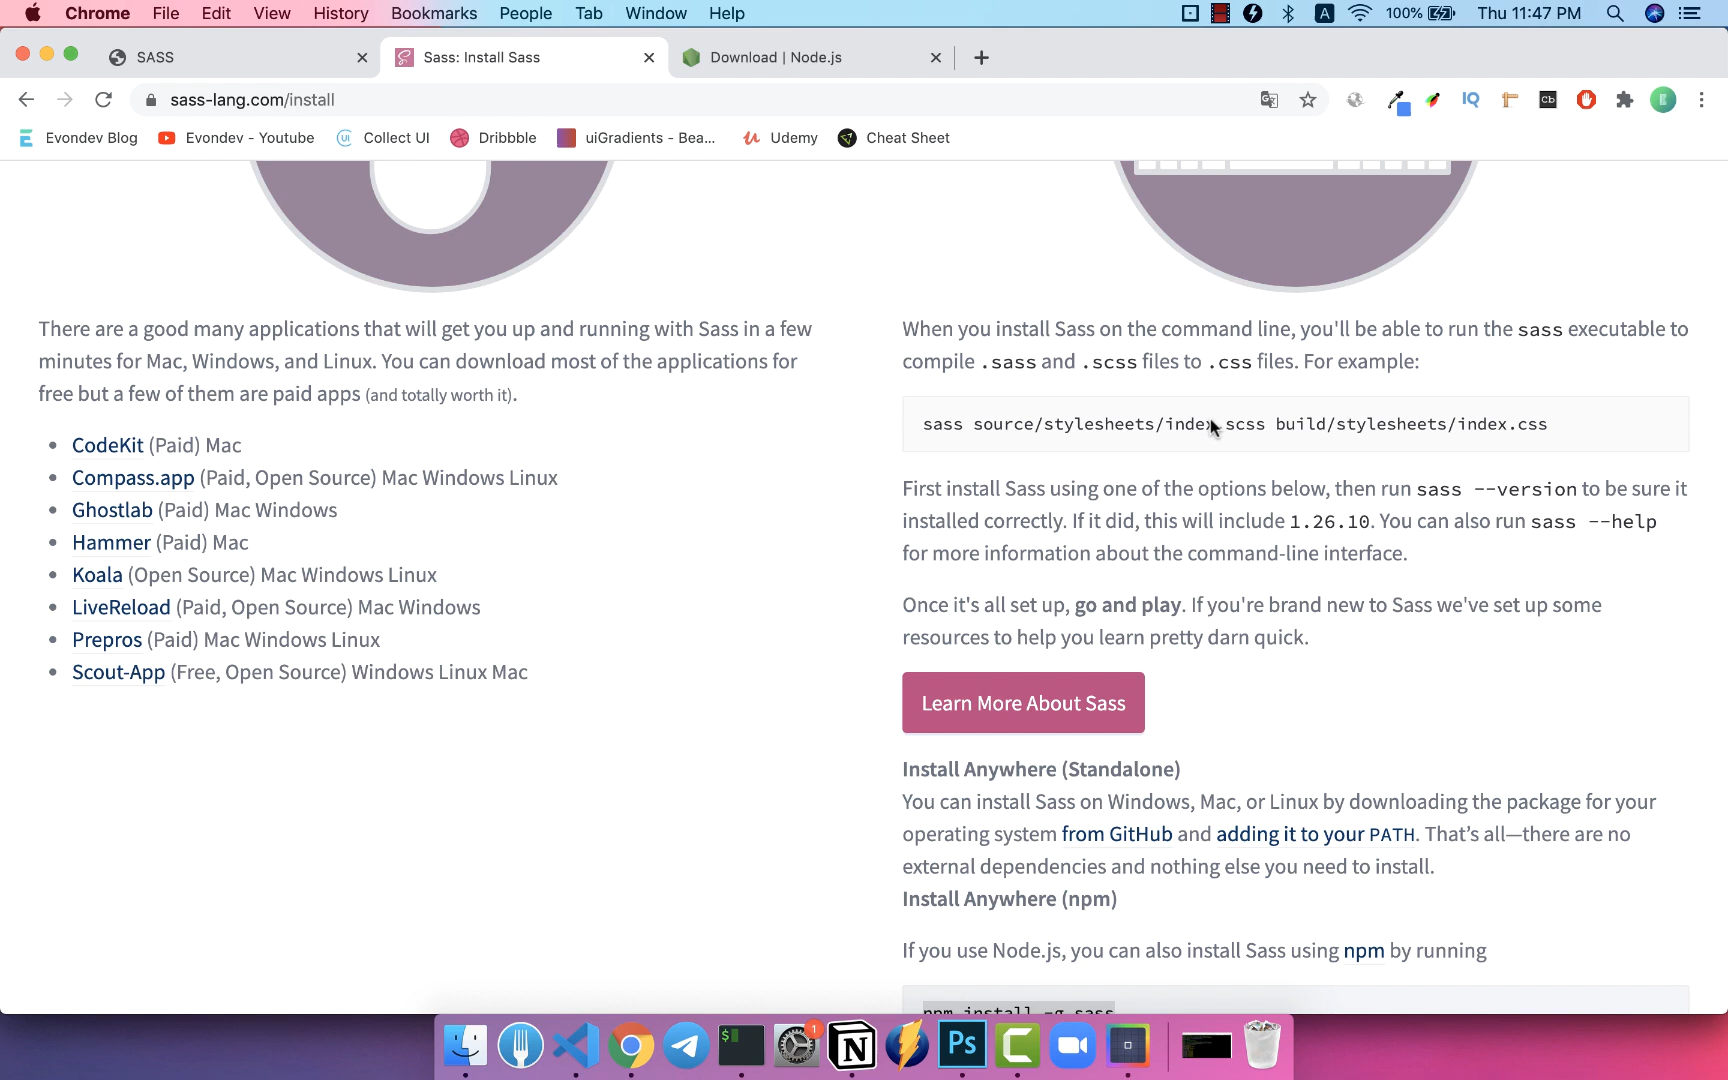 Chrome File Edit View History Bookmarks People Tab Window Help
A 100% Thu 11:47 PM
SASS
Sass: Install Sass
Download | Node.js
sass-lang.com/install
IQ
Cb
E
E Evondev Blog
Evondev - Youtube
UI Collect UI
Dribbble
uiGradients - Bea...
Udemy
Cheat Sheet
There are a good many applications that will get you up and running with Sass in a few
minutes for Mac, Windows, and Linux. You can download most of the applications for
free but a few of them are paid apps (and totally worth it).
CodeKit (Paid) Mac
Compass.app (Paid, Open Source) Mac Windows Linux
Ghostlab (Paid) Mac Windows
Hammer (Paid) Mac
Koala (Open Source) Mac Windows Linux
LiveReload (Paid, Open Source) Mac Windows
Prepros (Paid) Mac Windows Linux
Scout-App (Free, Open Source) Windows Linux Mac
When you install Sass on the command line, you'll be able to run the sass executable to
compile .sass and .scss files to .css files. For example:
sass source/stylesheets/index.scss build/stylesheets/index.css
First install Sass using one of the options below, then run sass --version to be sure it
installed correctly. If it did, this will include 1.26.10. You can also run sass --help
for more information about the command-line interface.
Once it's all set up, go and play. If you're brand new to Sass we've set up some
resources to help you learn pretty darn quick.
Learn More About Sass
Install Anywhere (Standalone)
You can install Sass on Windows, Mac, or Linux by downloading the package for your
operating system from GitHub and adding it to your PATH. That’s all—there are no
external dependencies and nothing else you need to install.
Install Anywhere (npm)
If you use Node.js, you can also install Sass using npm by running
npm install -g sass
$
1
N
Ps
C